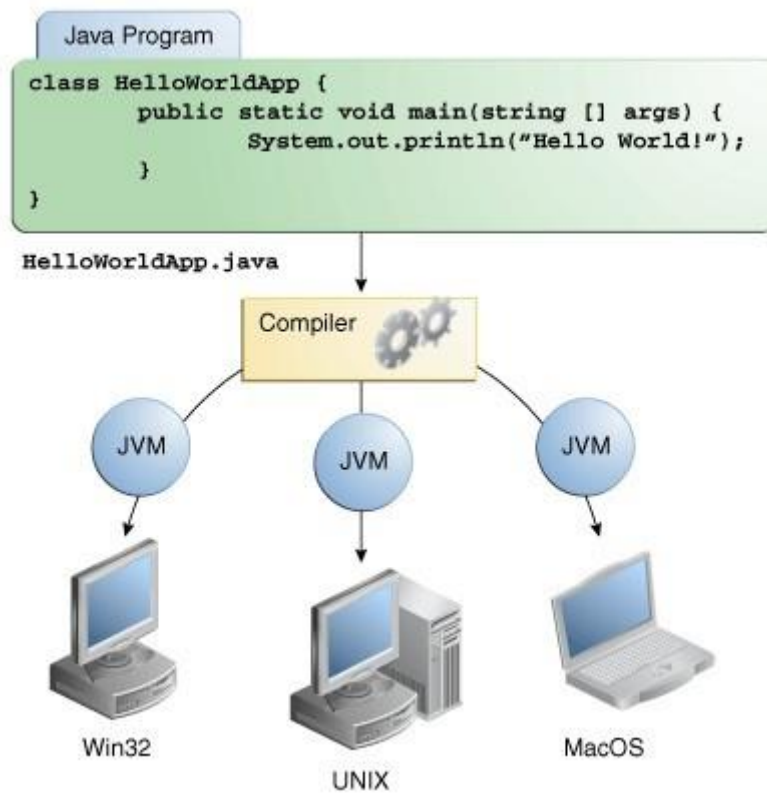 Java Program
class HelloWorldApp {
public static void main(string [] args) {
System.out.println(”Hello World!”);
}
}
HelloWorldApp.java
Compiler
JVM
JVM
JVM
Win32
UNIX
MacOS